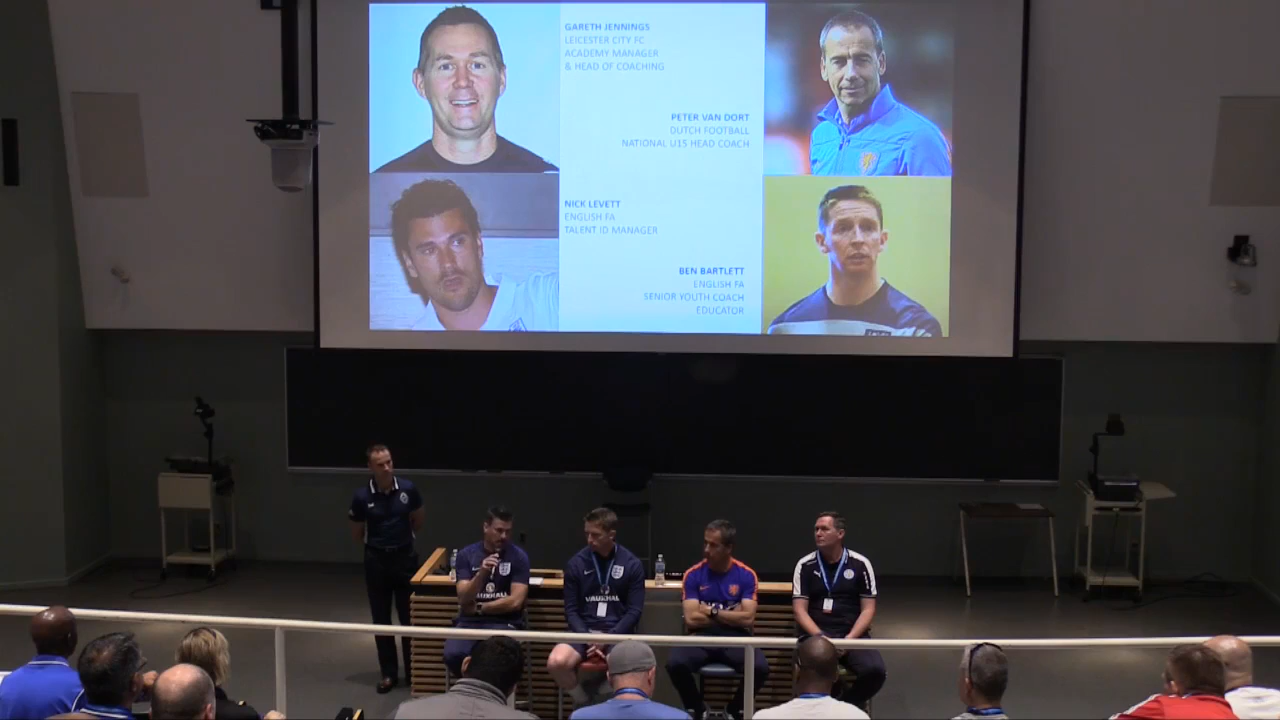 GARETH JENNINGS
LEICESTER CITY FC
ACADEMY MANAGER
& HEAD OF COACHING
PETER VAN DORT
DUTCH FOOTBALL
NATIONAL U15 HEAD COACH
NICK LEVETT
ENGLISH FA
TALENT ID MANAGER
BEN BARTLETT
ENGLISH FA
SENIOR YOUTH COACH
EDUCATOR
VAUXHALL